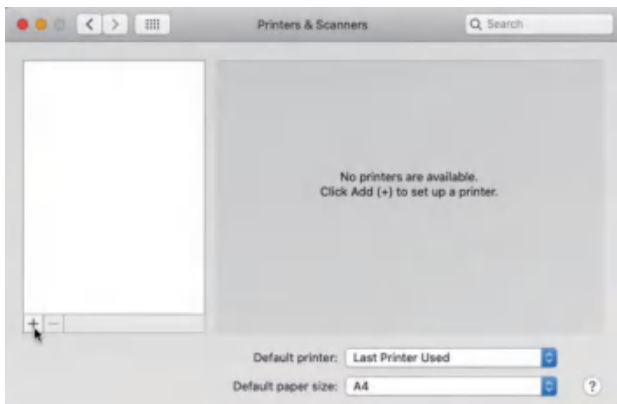 Printers & Scanners
Search
No printers are available.
Click Add (+) to set up a printer.
+ −
Default printer: Last Printer Used
Default paper size: A4 ?